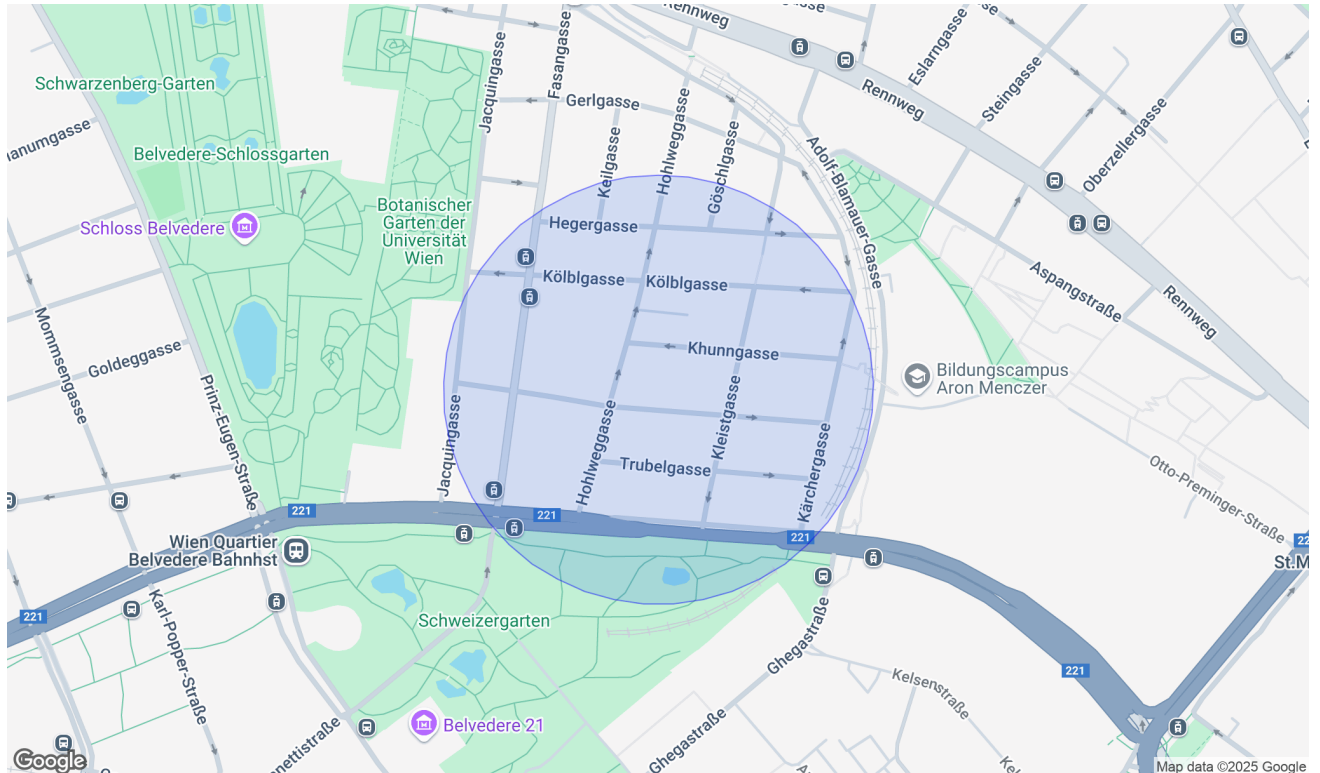 Rennweg
Jacquingasse
Fasangasse
Eslarngasse
Steingasse
Schwarzenberg-Garten
Gerlgasse
Rennweg
Keilgasse
Hohlweggasse
Göschlgasse
Adolf-Blamauer-Gasse
Oberzellergasse
Belvedere-Schlossgarten
Schloss Belvedere
Botanischer
Garten der
Universität
Wien
Hegergasse
Kölblgasse
Kölblgasse
Aspangstraße
Rennweg
Mommsengasse
Goldeggasse
Khunngasse
Bildungscampus
Aron Menczer
Prinz-Eugen-Straße
Jacquingasse
Hohlweggasse
Kleistgasse
Kärchergasse
Trubelgasse
Otto-Preminger-Straße
221
221
221
Wien Quartier
Belvedere Bahnhst
St.M
221
Karl-Popper-Straße
Schweizergarten
Ghegastraße
221
Kelsenstraße
Belvedere 21
Ghegastraße
Google
Map data ©2025 Google